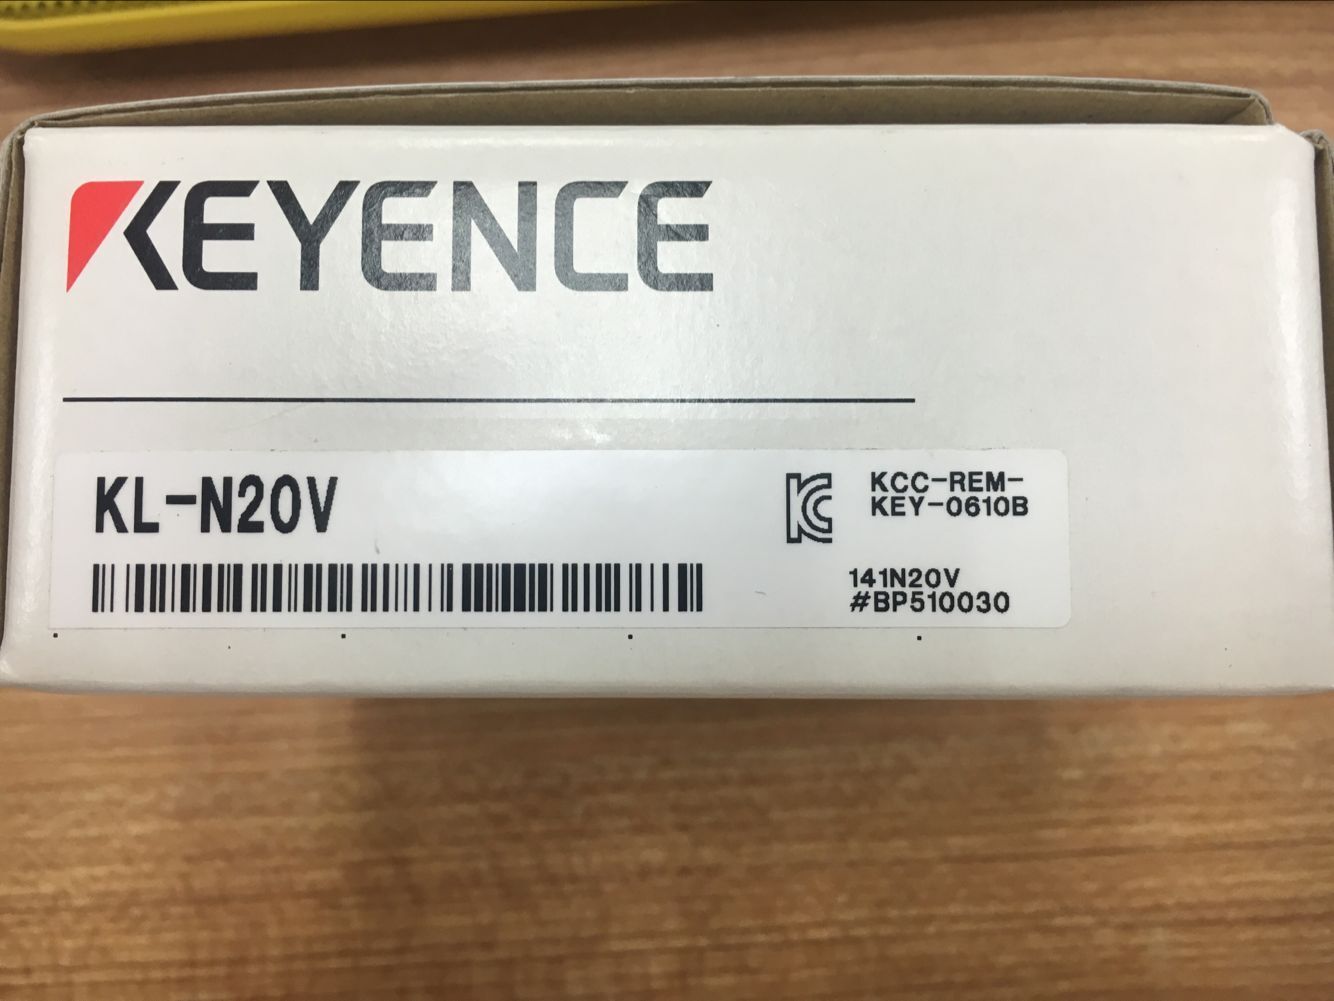 KEYENCE
KL-N20V
KCC-REM-
KEY-0610B
141N20V
#BP510030